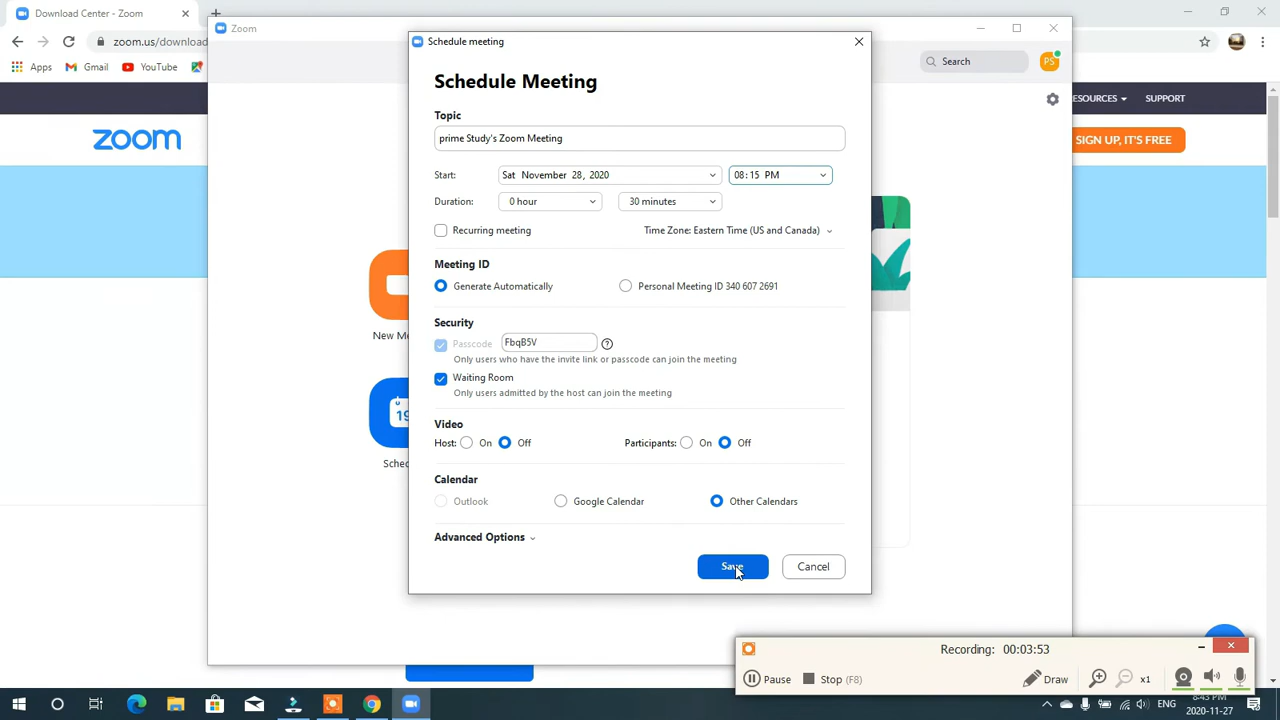 Download Center - Zoom
Zoom
Schedule meeting
zoom.us/download
Search
PS
Apps
Gmail
YouTube
Schedule Meeting
RESOURCES
SUPPORT
Topic
zoom
prime Study's Zoom Meeting
SIGN UP, IT'S FREE
Start:
Sat November 28, 2020
08:15 PM
Duration:
0 hour
30 minutes
Recurring meeting
Time Zone: Eastern Time (US and Canada)
Meeting ID
Generate Automatically
Personal Meeting ID 340 607 2691
Security
New Me
Passcode
FbqB5V
?
Only users who have the invite link or passcode can join the meeting
Waiting Room
Only users admitted by the host can join the meeting
19
Video
Host:
On
Off
Participants:
On
Off
Sched
Calendar
Outlook
Google Calendar
Other Calendars
Advanced Options
Save
Cancel
Recording: 00:03:53
Pause
Stop (F8)
Draw
x1
ENG
8:43 PM
2020-11-27